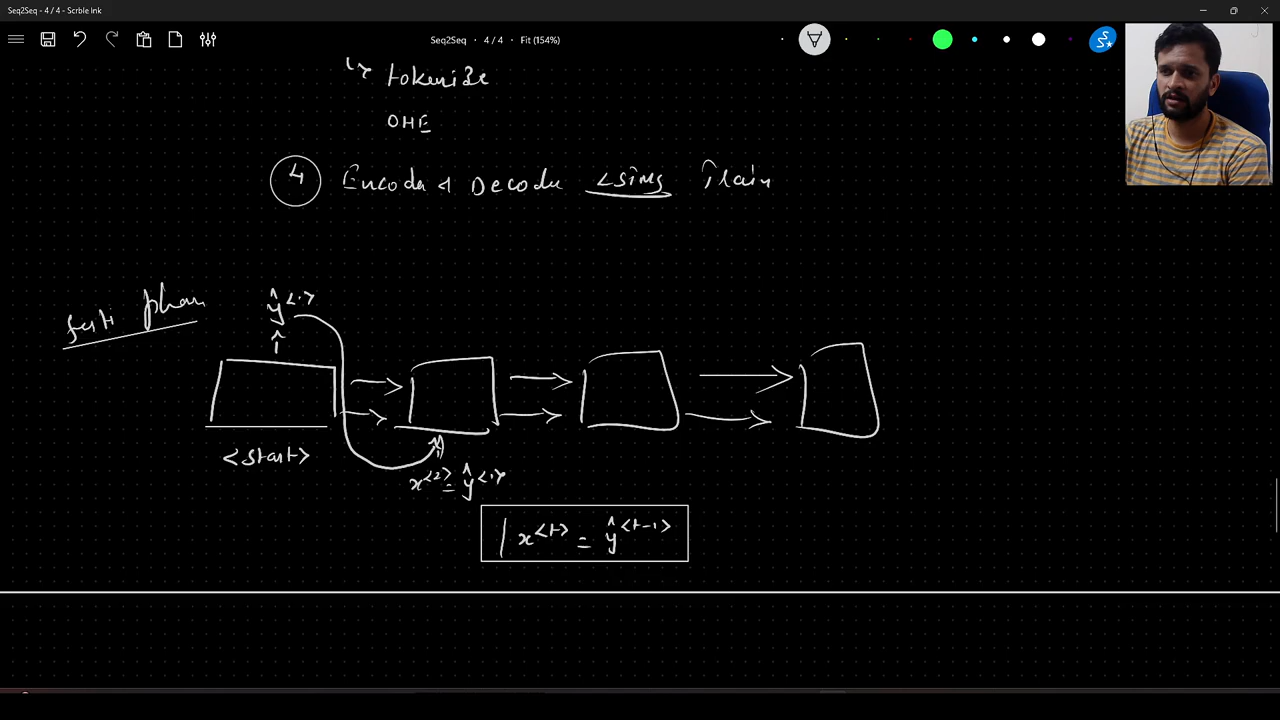 Seq2Seq - 4 / 4 - Scrble Ink
Seq2Seq • 4 / 4 • Fit (154%)
↳ tokenize
OHE
4 Encoder & Decoder LSTMs Train
ŷ<1>
<start>
x<2> = ŷ<1>
x<t> = ŷ<t-1>